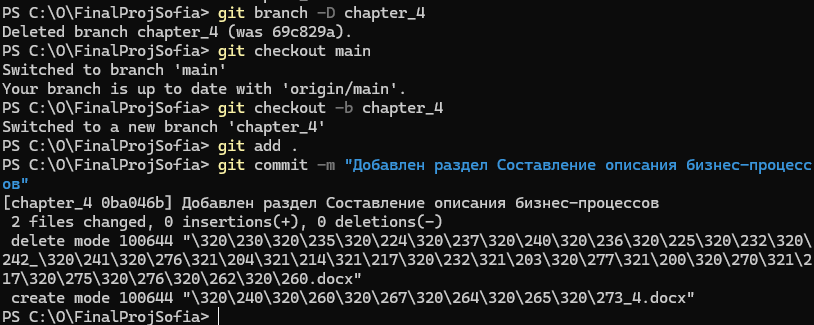 PS C:\O\FinalProjSofia> git branch -D chapter_4
Deleted branch chapter_4 (was 69c829a).
PS C:\O\FinalProjSofia> git checkout main
Switched to branch 'main'
Your branch is up to date with 'origin/main'.
PS C:\O\FinalProjSofia> git checkout -b chapter_4
Switched to a new branch 'chapter_4'
PS C:\O\FinalProjSofia> git add .
PS C:\O\FinalProjSofia> git commit -m "Добавлен раздел Составление описания бизнес-процесс
ов"
[chapter_4 0ba046b] Добавлен раздел Составление описания бизнес-процессов
 2 files changed, 0 insertions(+), 0 deletions(-)
 delete mode 100644 "\320\230\320\235\320\224\320\237\320\240\320\236\320\225\320\232\320\
242_\320\241\320\276\321\204\321\214\321\217\320\232\321\203\320\277\321\200\320\270\321\2
17\320\275\320\276\320\262\320\260.docx"
 create mode 100644 "\320\240\320\260\320\267\320\264\320\265\320\273_4.docx"
PS C:\O\FinalProjSofia>